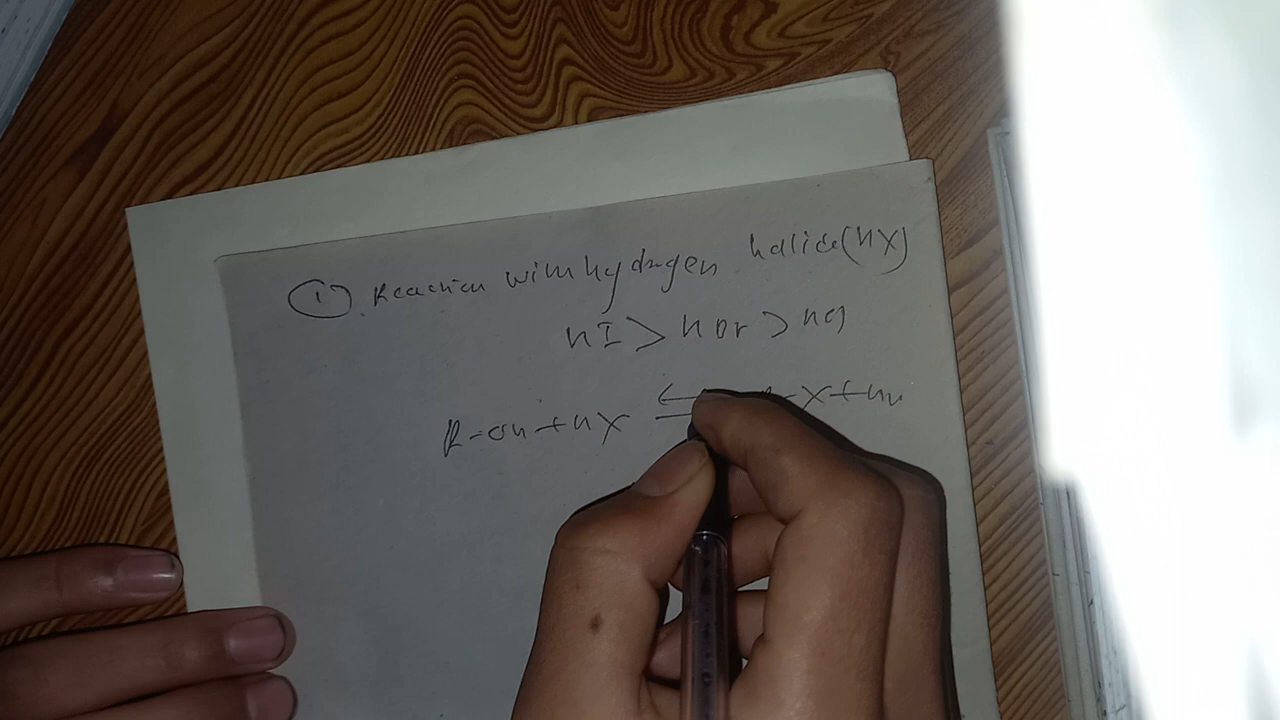 ① Reaction with hydrogen halide(HX)
HI > HBr > HCl
R-OH + HX ⇌ -X + H